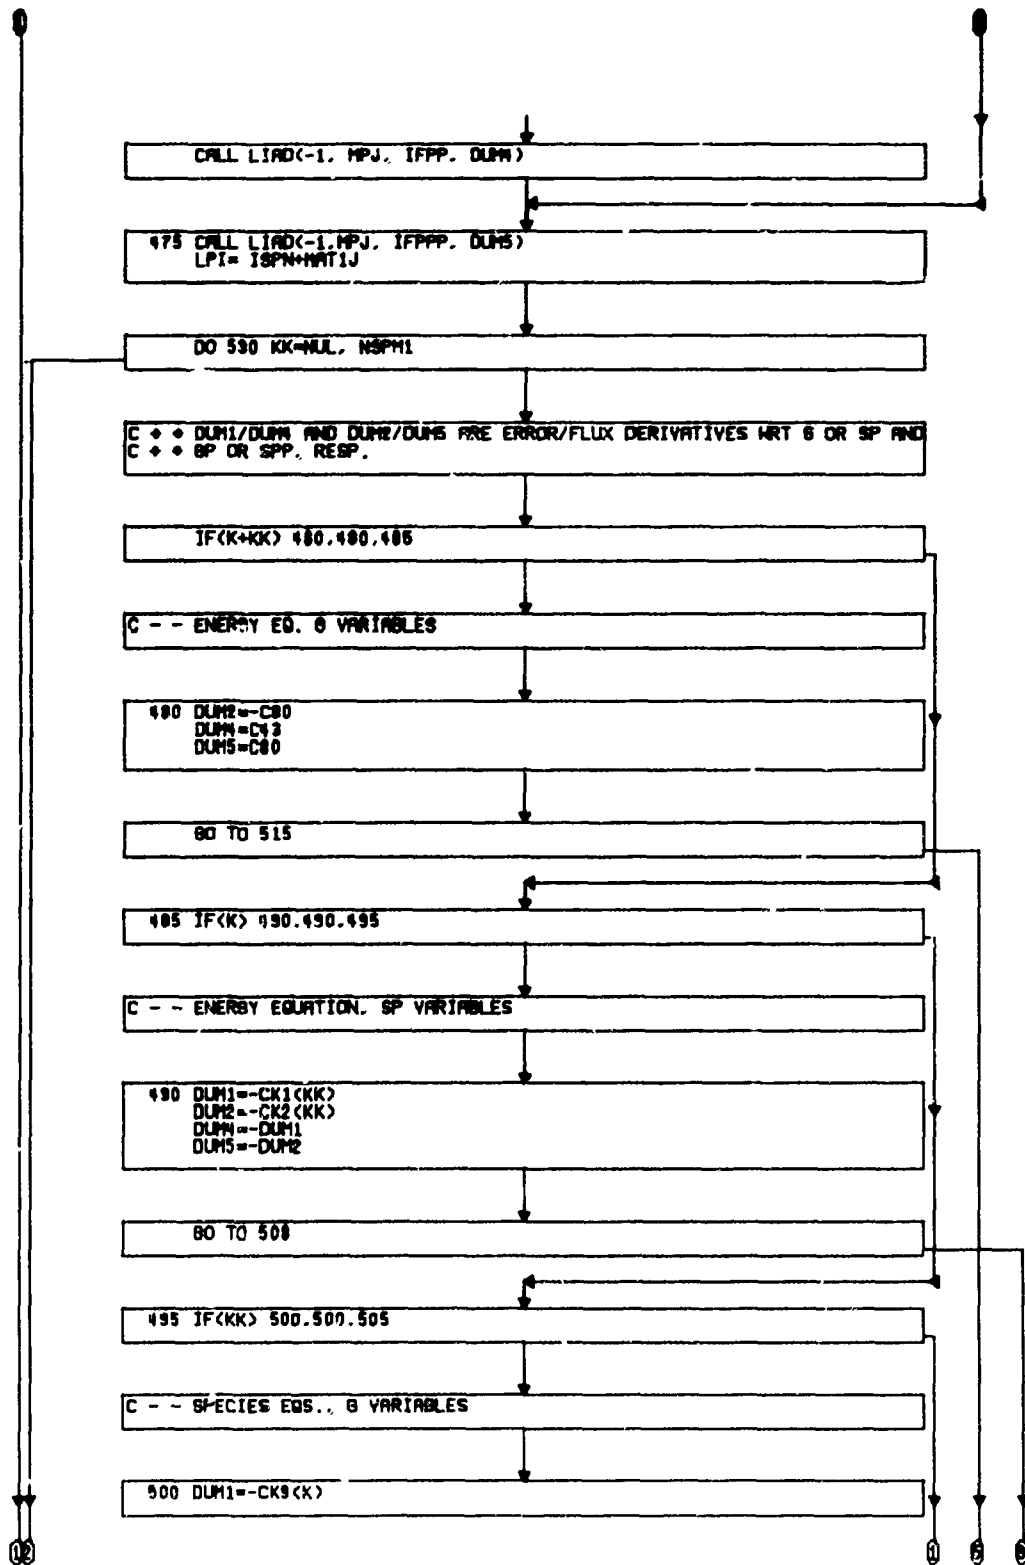 CALL LIAD(-1, MPJ, IFPP, DUM4)
475 CALL LIAD(-1,MPJ, IFPPP, DUM5)
LPI= ISPN+MAT1J
DO 530 KK=NUL, NSPM1
C * * DUM1/DUM4 AND DUM2/DUM5 ARE ERROR/FLUX DERIVATIVES WRT G OR SP AND
C * * GP OR SPP, RESP.
IF(K+KK) 480,480,485
C - - ENERGY EQ, G VARIABLES
480 DUM2=-C80
DUM4=C43
DUM5=C80
GO TO 515
485 IF(K) 490,490,495
C - - ENERGY EQUATION, SP VARIABLES
490 DUM1=-CK1(KK)
DUM2=-CK2(KK)
DUM4=-DUM1
DUM5=-DUM2
GO TO 508
495 IF(KK) 500,500,505
C - - SPECIES EQS., G VARIABLES
500 DUM1=-CK9(K)